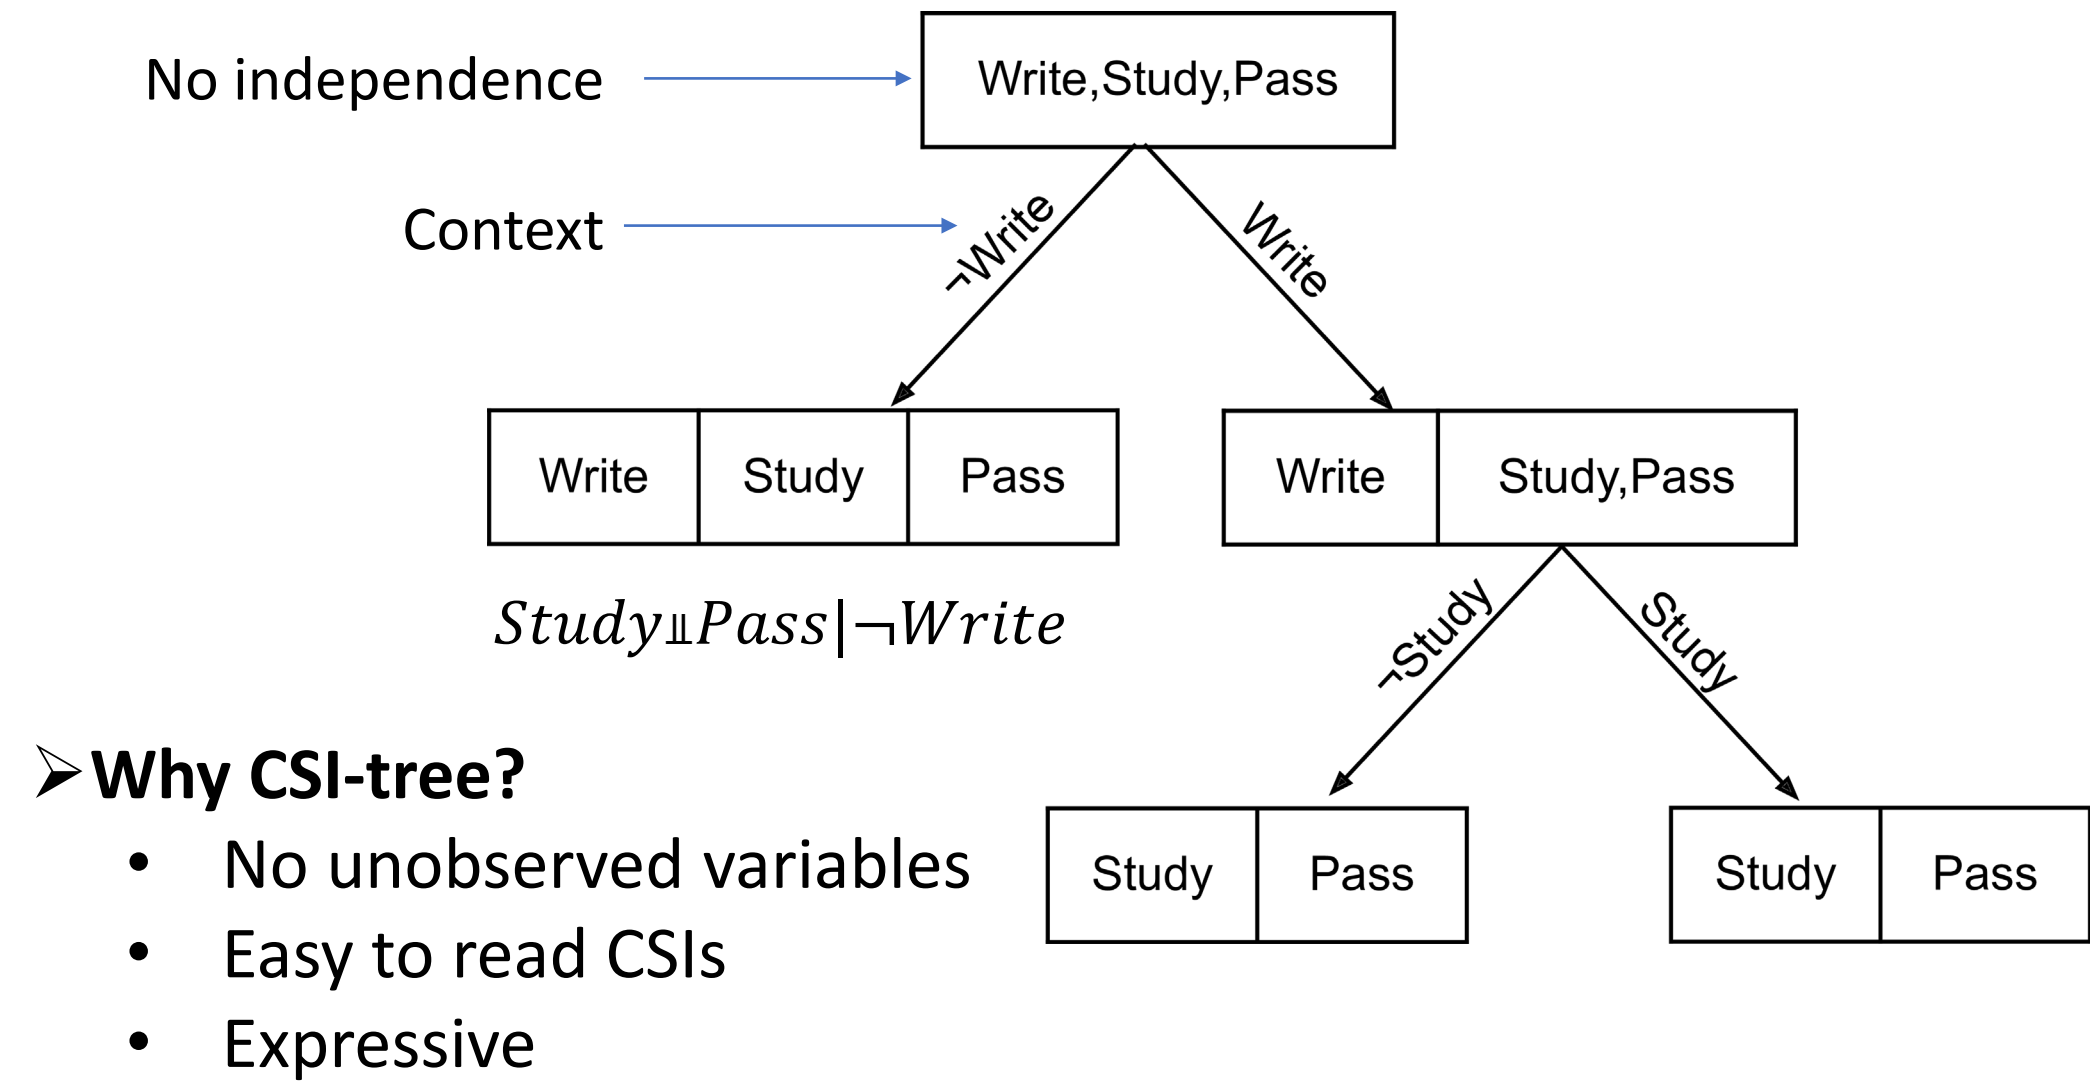 No independence
Write,Study,Pass
Context
¬Write
Write
Write
Study
Pass
Write
Study,Pass
Study⫫Pass|¬Write
¬Study
Study
➢Why CSI-tree?
• No unobserved variables
• Easy to read CSIs
• Expressive
Study
Pass
Study
Pass